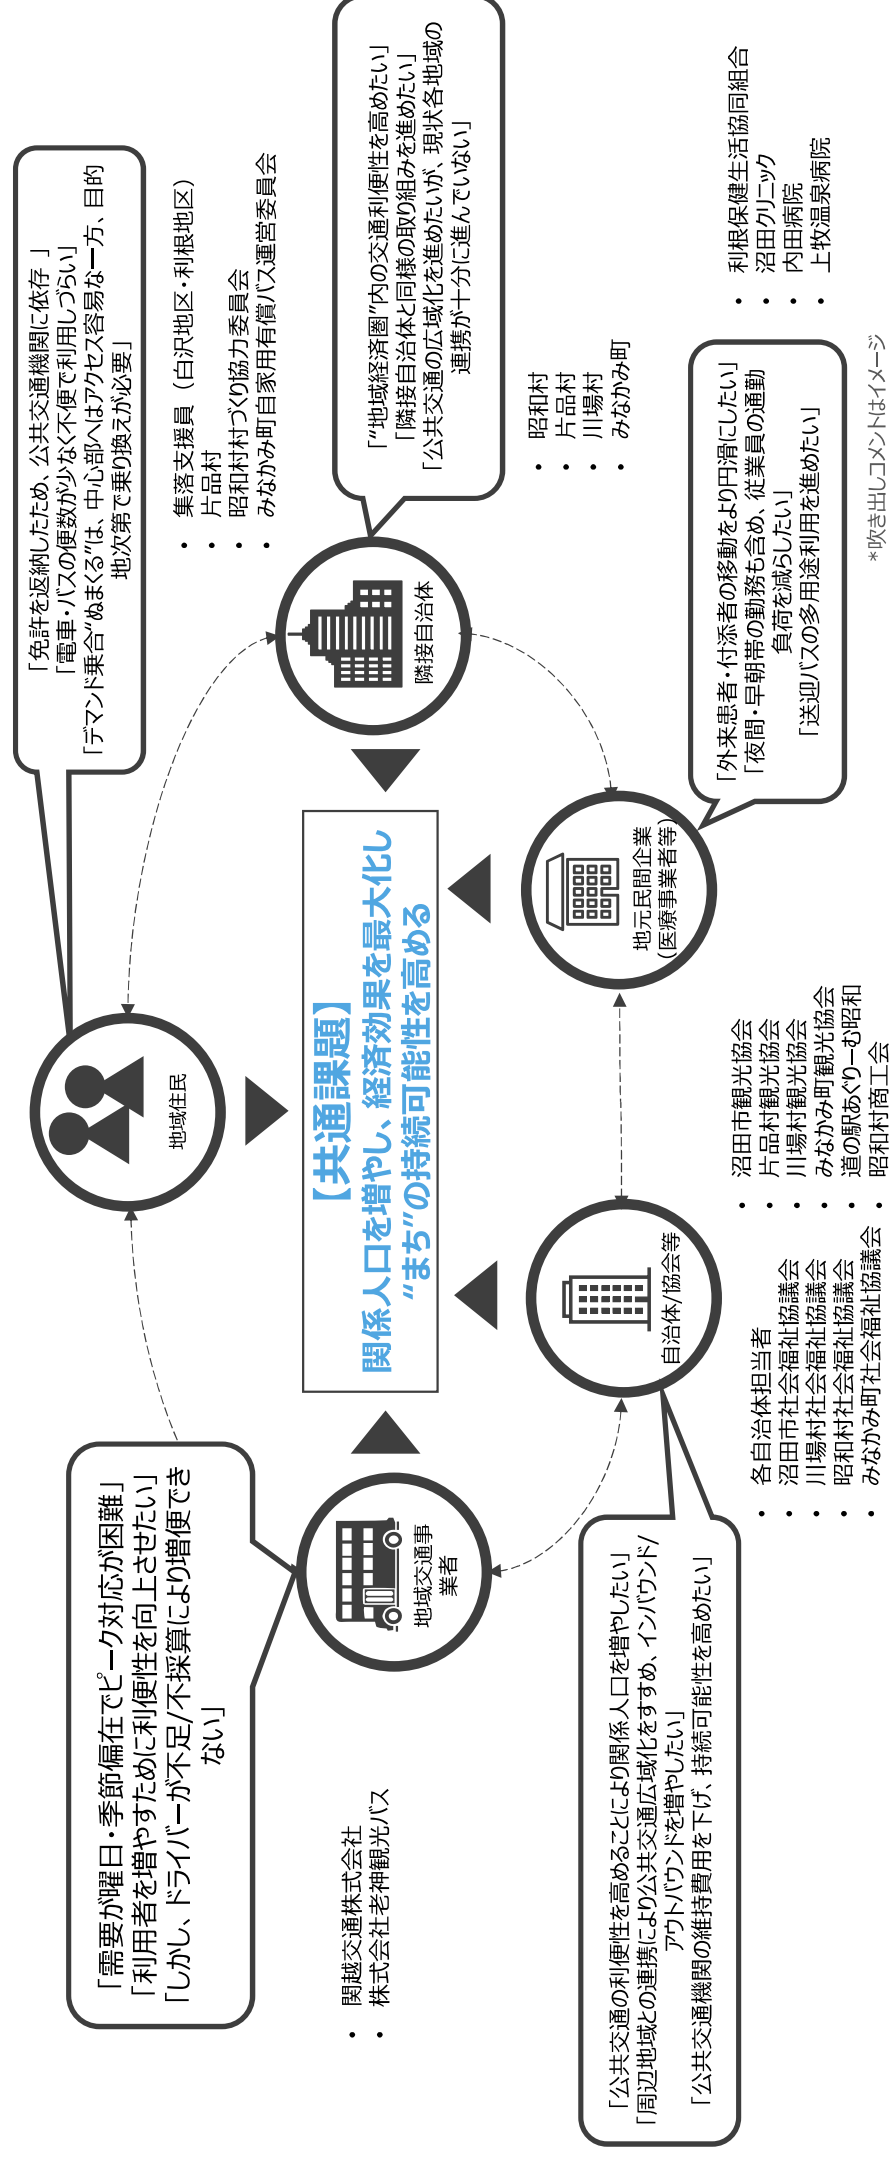 「免許を返納したため、公共交通機関に依存 」
「電車・バスの便数が少なく不便で利用しづらい」
「デマンド乗合“ぬまくる”は、中心部へはアクセス容易な一方、目的
地次第で乗り換えが必要」
・ 集落支援員（白沢地区・利根地区）
・ 片品村
・ 昭和村村づくり協力委員会
・ みなかみ町自家用有償バス運営委員会
地域住民
「需要が曜日・季節偏在でピーク対応が困難」
「利用者を増やすために利便性を向上させたい」
「しかし、ドライバーが不足/不採算により増便でき
ない」
地域交通事
業者
・ 関越交通株式会社
・ 株式会社老神観光バス
【共通課題】
関係人口を増やし、経済効果を最大化し
“まち”の持続可能性を高める
「“地域経済圏”内の交通利便性を高めたい」
「隣接自治体と同様の取り組みを進めたい」
「公共交通の広域化を進めたいが、現状各地域の
連携が十分に進んでいない」
隣接自治体
・ 昭和村
・ 片品村
・ 川場村
・ みなかみ町
「公共交通の利便性を高めることにより関係人口を増やしたい」
「周辺地域との連携により公共交通広域化をすすめ、インバウンド/
アウトバウンドを増やしたい」
「公共交通機関の維持費用を下げ、持続可能性を高めたい」
自治体/協会等
・ 各自治体担当者
・ 沼田市社会福祉協議会
・ 川場村社会福祉協議会
・ 昭和村社会福祉協議会
・ みなかみ町社会福祉協議会
・ 沼田市観光協会
・ 片品村観光協会
・ 川場村観光協会
・ みなかみ町観光協会
・ 道の駅あぐりーむ昭和
・ 昭和村商工会
地元民間企業
（医療事業者等）
「外来患者・付添者の移動をより円滑にしたい」
「夜間・早朝帯の勤務も含め、従業員の通勤
負荷を減らしたい」
「送迎バスの多用途利用を進めたい」
・ 利根保健生活協同組合
・ 沼田クリニック
・ 内田病院
・ 上牧温泉病院
*吹き出しコメントはイメージ